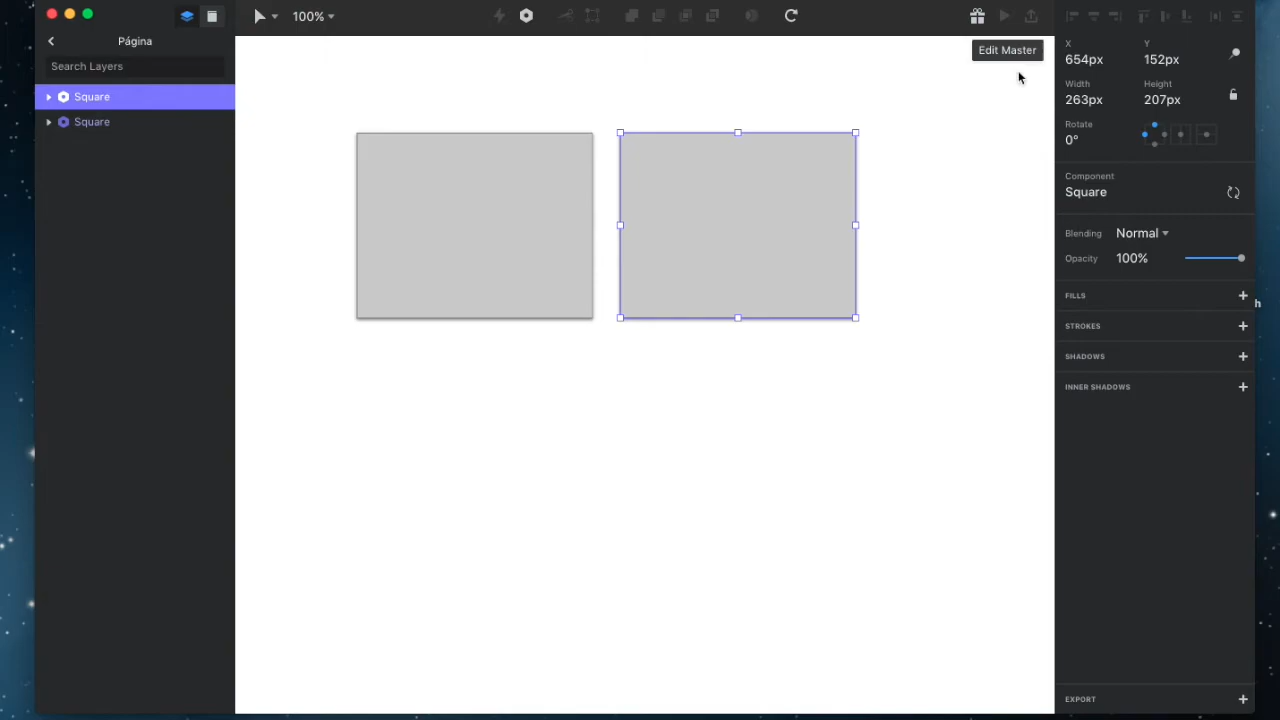 100%
Página
Search Layers
Square
Square
Edit Master
X
Y
654px
152px
Width
Height
263px
207px
Rotate
0°
Component
Square
Blending
Normal
Opacity
100%
FILLS
STROKES
SHADOWS
INNER SHADOWS
EXPORT
h